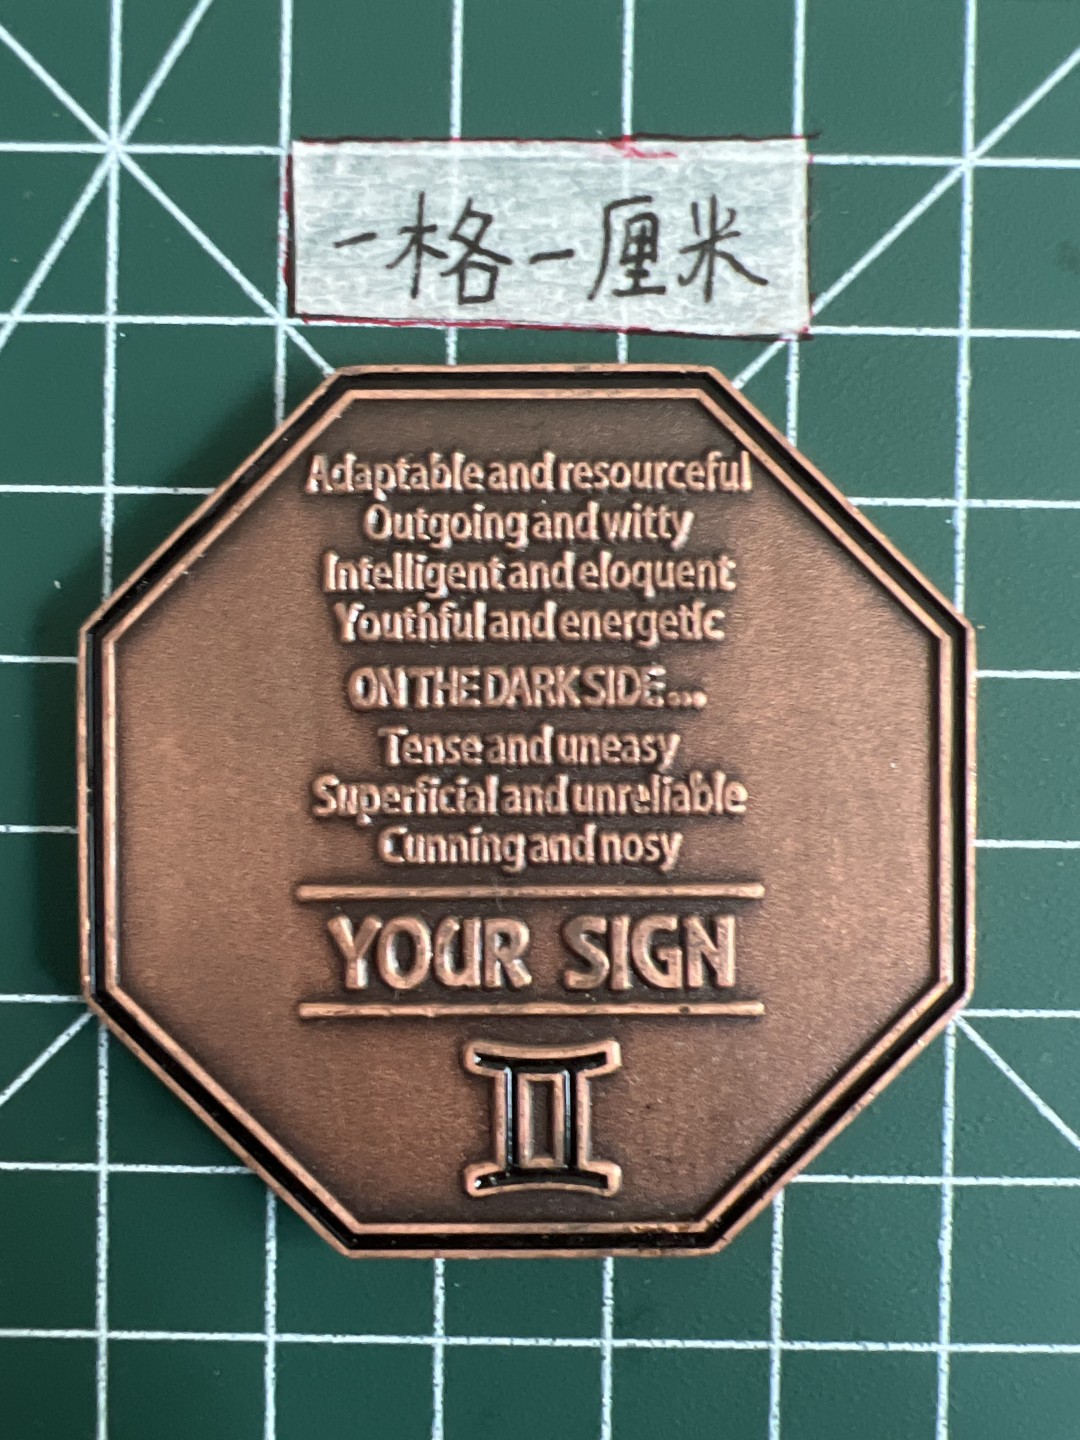 一格一厘米
Adaptable and resourceful
Outgoing and witty
Intelligent and eloquent
Youthful and energetic
ON THE DARK SIDE...
Tense and uneasy
Superficial and unreliable
Cunning and nosy
YOUR SIGN